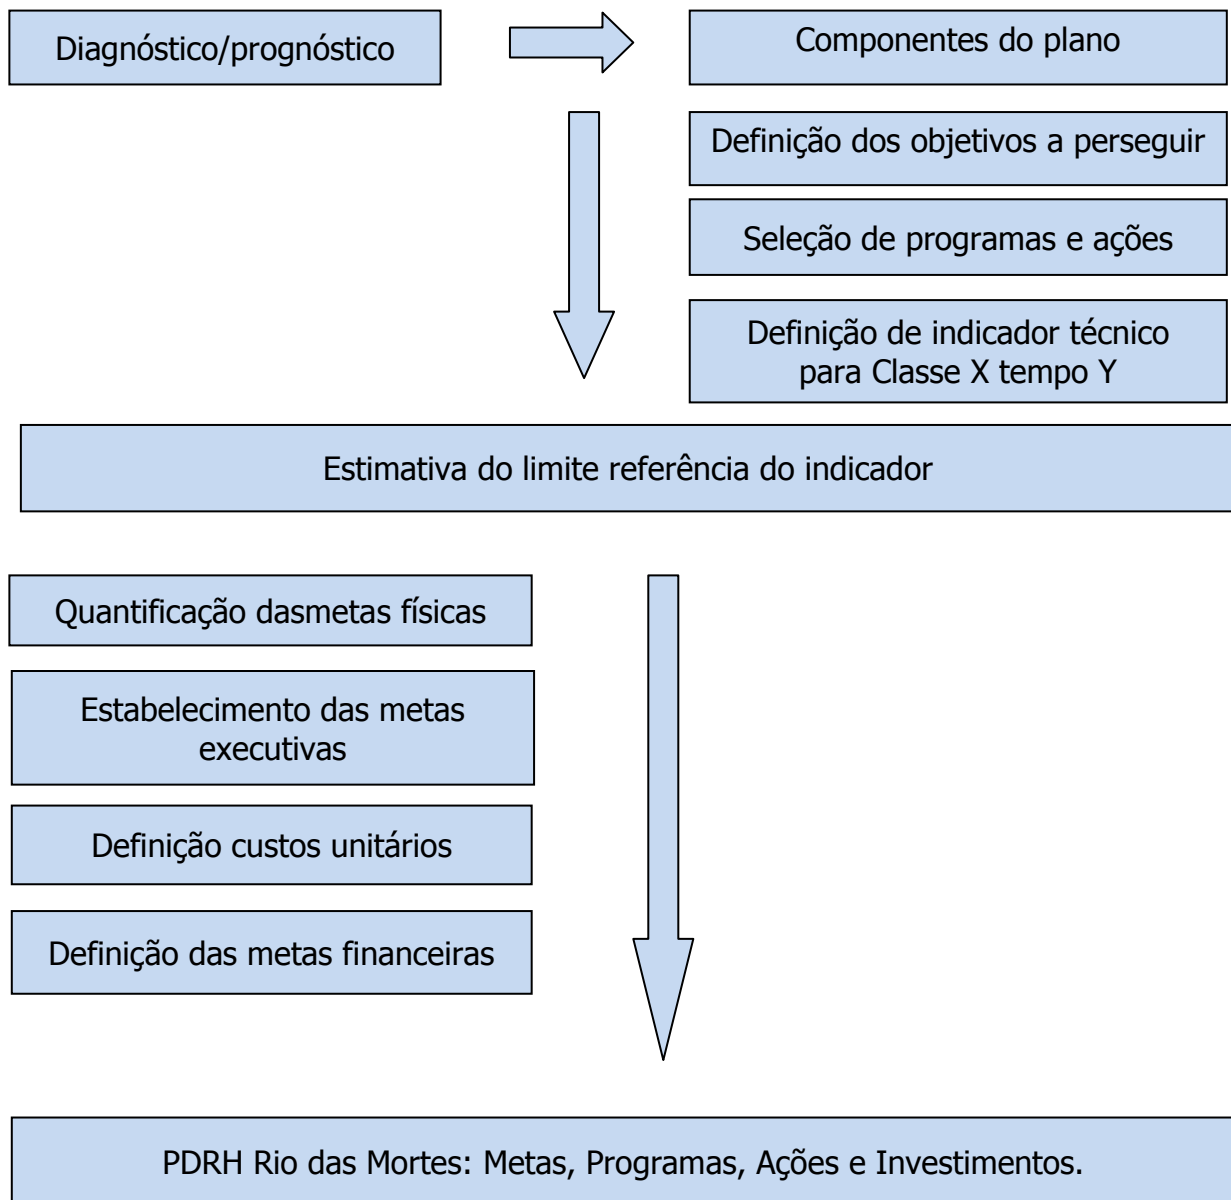 Diagnóstico/prognóstico
Componentes do plano
Definição dos objetivos a perseguir
Seleção de programas e ações
Definição de indicador técnico
para Classe X tempo Y
Estimativa do limite referência do indicador
Quantificação dasmetas físicas
Estabelecimento das metas
executivas
Definição custos unitários
Definição das metas financeiras
PDRH Rio das Mortes: Metas, Programas, Ações e Investimentos.